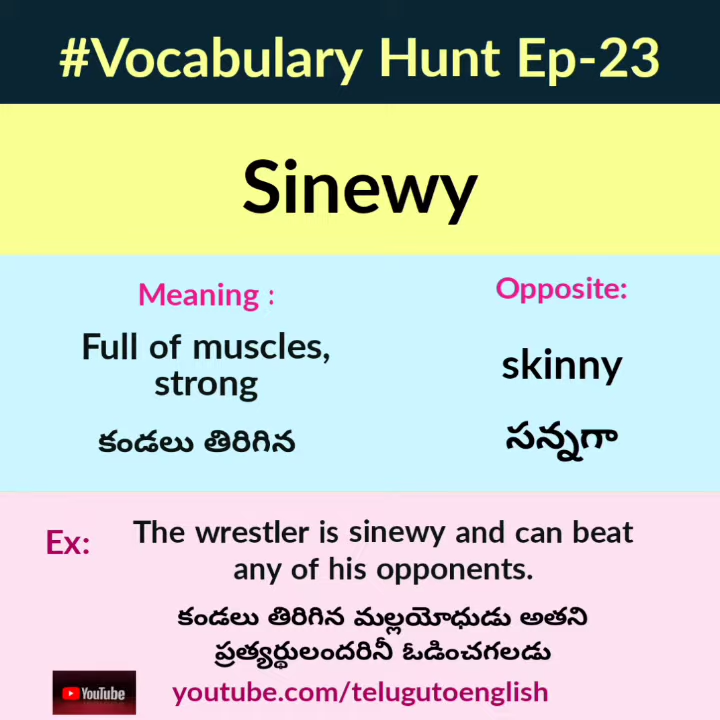 #Vocabulary Hunt Ep-23
Sinewy
Meaning :
Full of muscles,
strong
కండలు తిరిగిన
Opposite:
skinny
సన్నగా
Ex:
The wrestler is sinewy and can beat
any of his opponents.
కండలు తిరిగిన మల్లయోధుడు అతని
ప్రత్యర్థులందరినీ ఓడించగలడు
YouTube
youtube.com/telugutoenglish